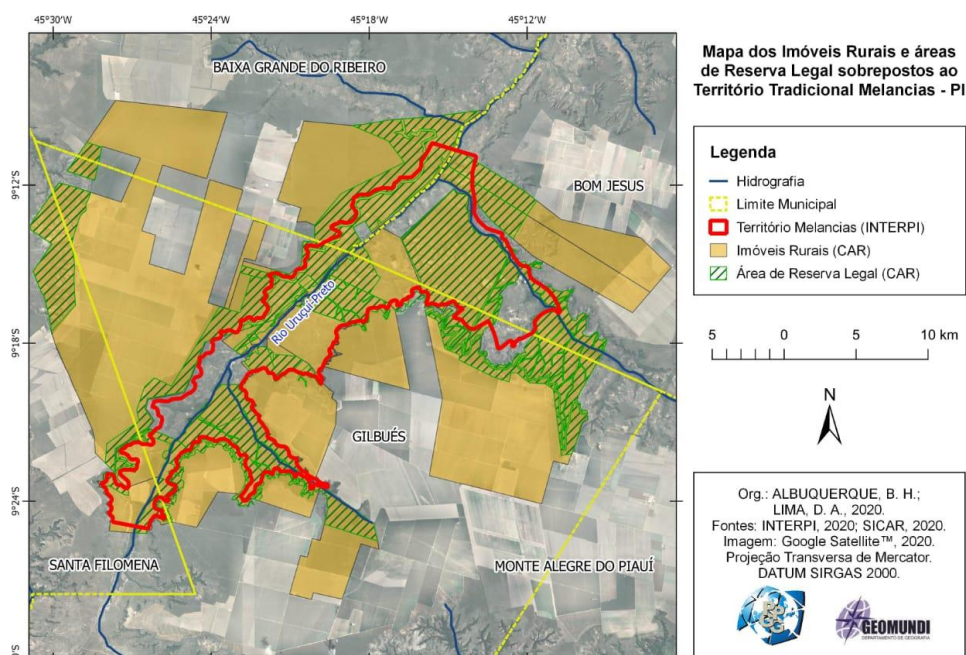 45°30'W
45°24'W
45°18'W
45°12'W
BAIXA GRANDE DO RIBEIRO
BOM JESUS
9°12'S
9°18'S
9°24'S
0°S
Rio Uruçuí-Preto
GILBUÉS
SANTA FILOMENA
MONTE ALEGRE DO PIAUÍ
Mapa dos Imóveis Rurais e áreas
de Reserva Legal sobrepostos ao
Território Tradicional Melancias - PI
Legenda
Hidrografia
Limite Municipal
Território Melancias (INTERPI)
Imóveis Rurais (CAR)
Área de Reserva Legal (CAR)
5 0 5 10 km
N
Org.: ALBUQUERQUE, B. H.;
LIMA, D. A., 2020.
Fontes: INTERPI, 2020; SICAR, 2020.
Imagem: Google Satellite™, 2020.
Projeção Transversa de Mercator.
DATUM SIRGAS 2000.
GEOMUNDI
DEPARTAMENTO DE GEOGRAFIA